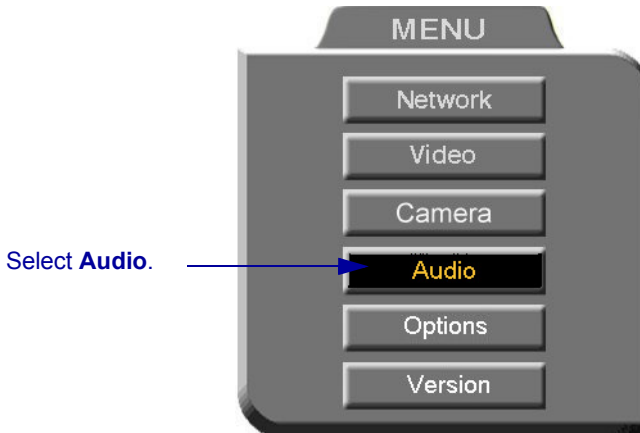 MENU
Network
Video
Camera
Select Audio.
Audio
Options
Version